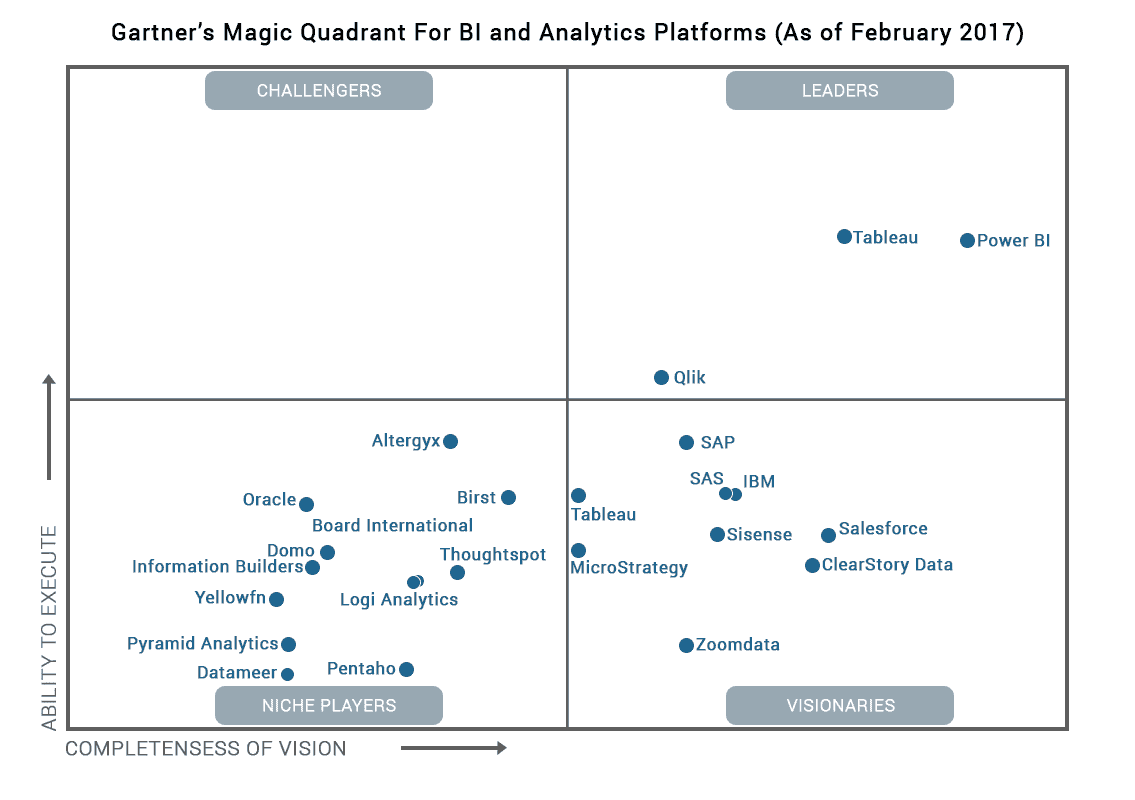 Gartner's Magic Quadrant For BI and Analytics Platforms (As of February 2017)
CHALLENGERS
LEADERS
Tableau
Power BI
Qlik
Altergyx
SAP
SAS
IBM
Oracle
Birst
Tableau
Board International
Sisense
Salesforce
Domo
Thoughtspot
Information Builders
MicroStrategy
ClearStory Data
Yellowfn
Logi Analytics
Pyramid Analytics
Zoomdata
Datameer
Pentaho
NICHE PLAYERS
VISIONARIES
ABILITY TO EXECUTE
COMPLETENSESS OF VISION